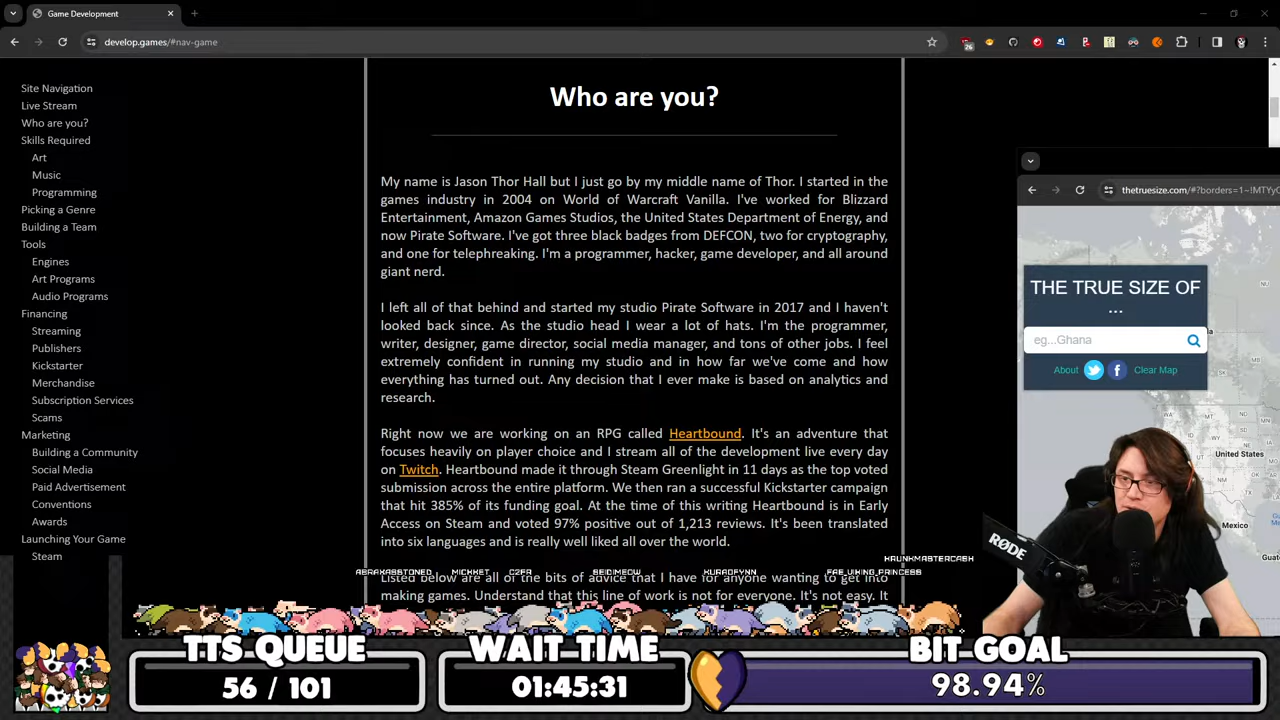 Game Development
develop.games/#nav-game
26
Site Navigation
Live Stream
Who are you?
Skills Required
Art
Music
Programming
Picking a Genre
Building a Team
Tools
Engines
Art Programs
Audio Programs
Financing
Streaming
Publishers
Kickstarter
Merchandise
Subscription Services
Scams
Marketing
Building a Community
Social Media
Paid Advertisement
Conventions
Awards
Launching Your Game
Steam
Who are you?
My name is Jason Thor Hall but I just go by my middle name of Thor. I started in the
games industry in 2004 on World of Warcraft Vanilla. I've worked for Blizzard
Entertainment, Amazon Games Studios, the United States Department of Energy, and
now Pirate Software. I've got three black badges from DEFCON, two for cryptography,
and one for telephreaking. I'm a programmer, hacker, game developer, and all around
giant nerd.
I left all of that behind and started my studio Pirate Software in 2017 and I haven't
looked back since. As the studio head I wear a lot of hats. I'm the programmer,
writer, designer, game director, social media manager, and tons of other jobs. I feel
extremely confident in running my studio and in how far we've come and how
everything has turned out. Any decision that I ever make is based on analytics and
research.
Right now we are working on an RPG called Heartbound. It's an adventure that
focuses heavily on player choice and I stream all of the development live every day
on Twitch. Heartbound made it through Steam Greenlight in 11 days as the top voted
submission across the entire platform. We then ran a successful Kickstarter campaign
that hit 385% of its funding goal. At the time of this writing Heartbound is in Early
Access on Steam and voted 97% positive out of 1,213 reviews. It's been translated
into six languages and is really well liked all over the world.
Listed below are all of the bits of advice that I have for anyone wanting to get into
making games. Understand that this line of work is not for everyone. It's not easy. It
thetruesize.com/#?borders=1~!MTYy
THE TRUE SIZE OF
...
eg...Ghana
About
Clear Map
NU
MT
ND
United States
Mexico
RØDE
KRUNKMASTERCASH
ABRAXASSTONED
MICHKET
SEIDIMEOW
KURAOFYNN
FAE_VIKING_PRINCESS
TTS QUEUE
56 / 101
WAIT TIME
01:45:31
BIT GOAL
98.94%